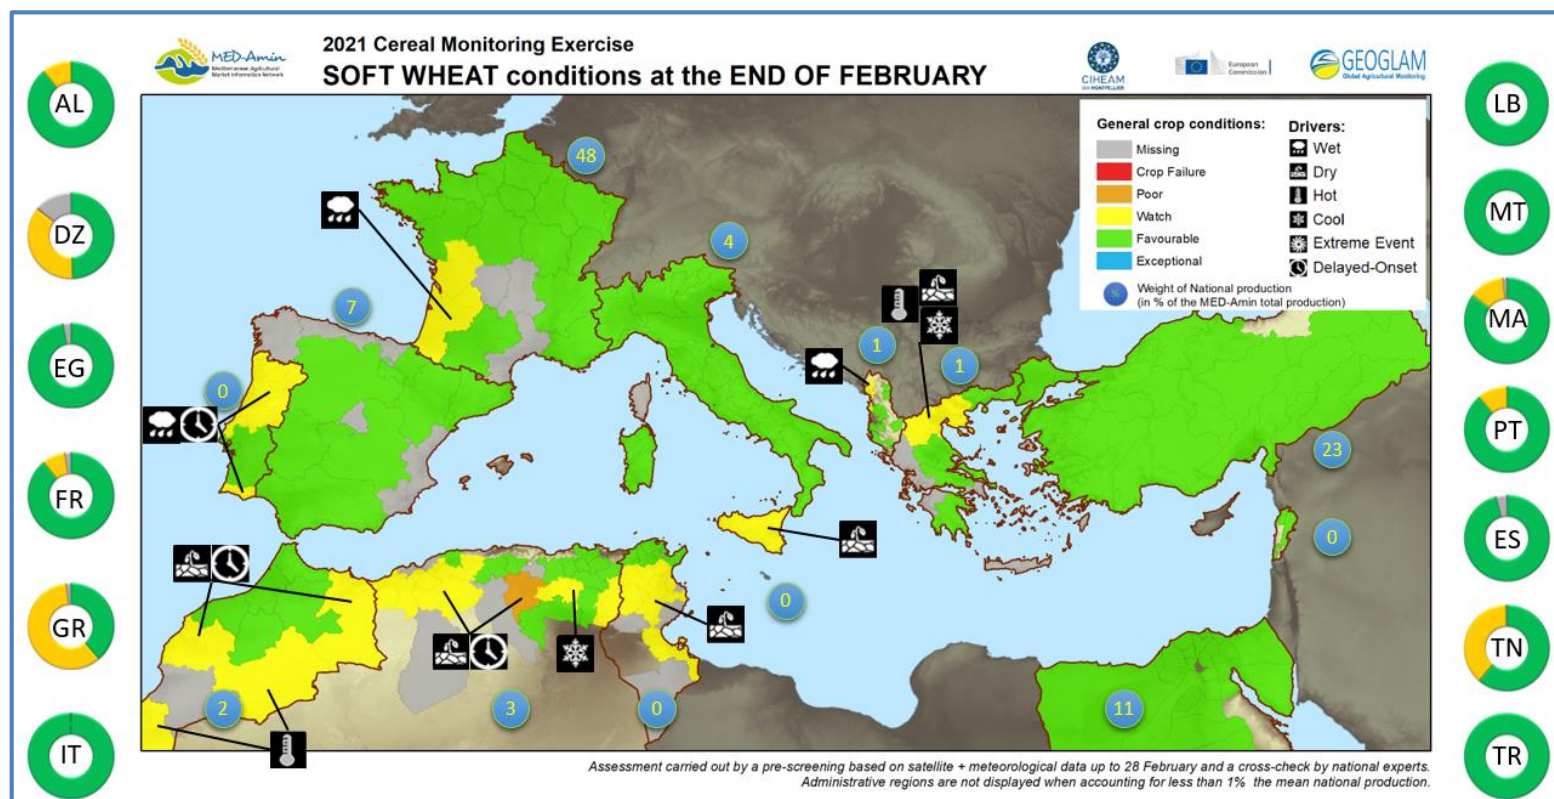 MED-Amin
Mediterranean Agricultural
Market Information Network
2021 Cereal Monitoring Exercise
SOFT WHEAT conditions at the END OF FEBRUARY
CIHEAM
European
Commission
GEOGLAM
Global Agricultural Monitoring
AL
DZ
EG
FR
GR
IT
LB
MT
MA
PT
ES
TN
TR
General crop conditions:
Missing
Crop Failure
Poor
Watch
Favourable
Exceptional
Drivers:
Wet
Dry
Hot
Cool
Extreme Event
Delayed-Onset
%
Weight of National production
(in % of the MED-Amin total production)
48
4
7
0
1
1
23
0
0
2
3
0
11
Assessment carried out by a pre-screening based on satellite + meteorological data up to 28 February and a cross-check by national experts.
Administrative regions are not displayed when accounting for less than 1% the mean national production.